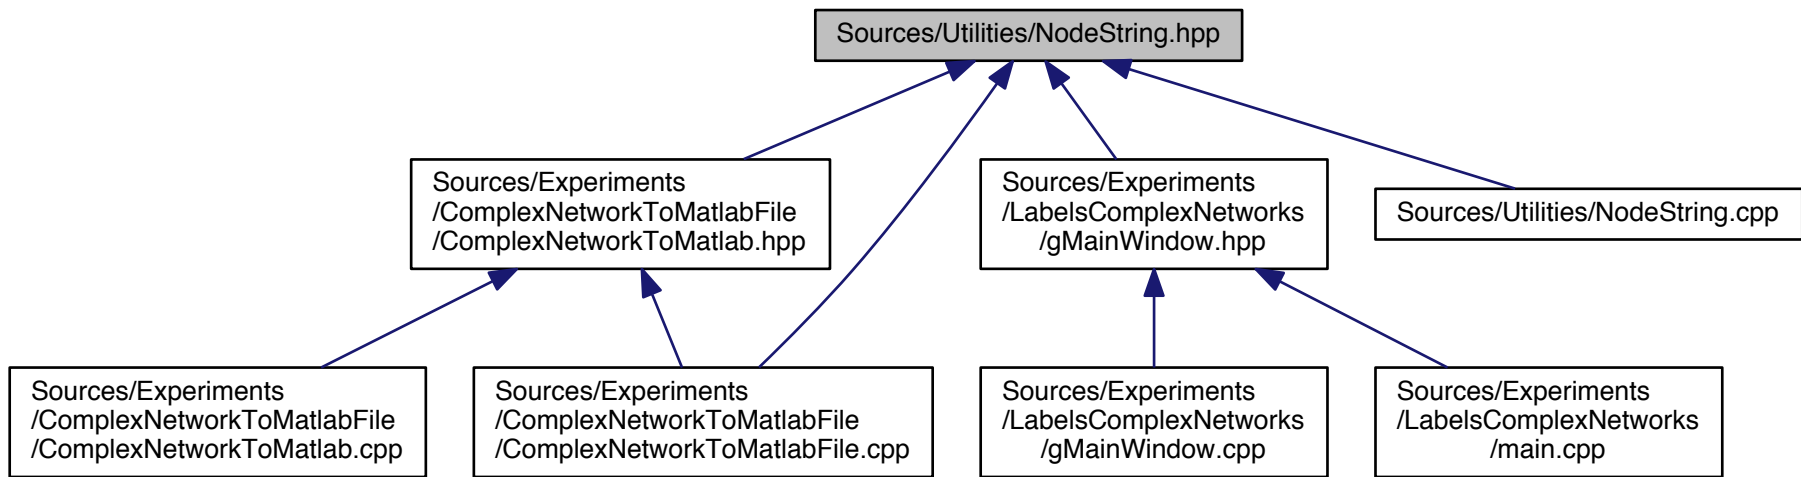 Sources/Utilities/NodeString.hpp
Sources/Experiments
/ComplexNetworkToMatlabFile
/ComplexNetworkToMatlab.hpp
Sources/Experiments
/LabelsComplexNetworks
/gMainWindow.hpp
Sources/Utilities/NodeString.cpp
Sources/Experiments
/ComplexNetworkToMatlabFile
/ComplexNetworkToMatlab.cpp
Sources/Experiments
/ComplexNetworkToMatlabFile
/ComplexNetworkToMatlabFile.cpp
Sources/Experiments
/LabelsComplexNetworks
/gMainWindow.cpp
Sources/Experiments
/LabelsComplexNetworks
/main.cpp